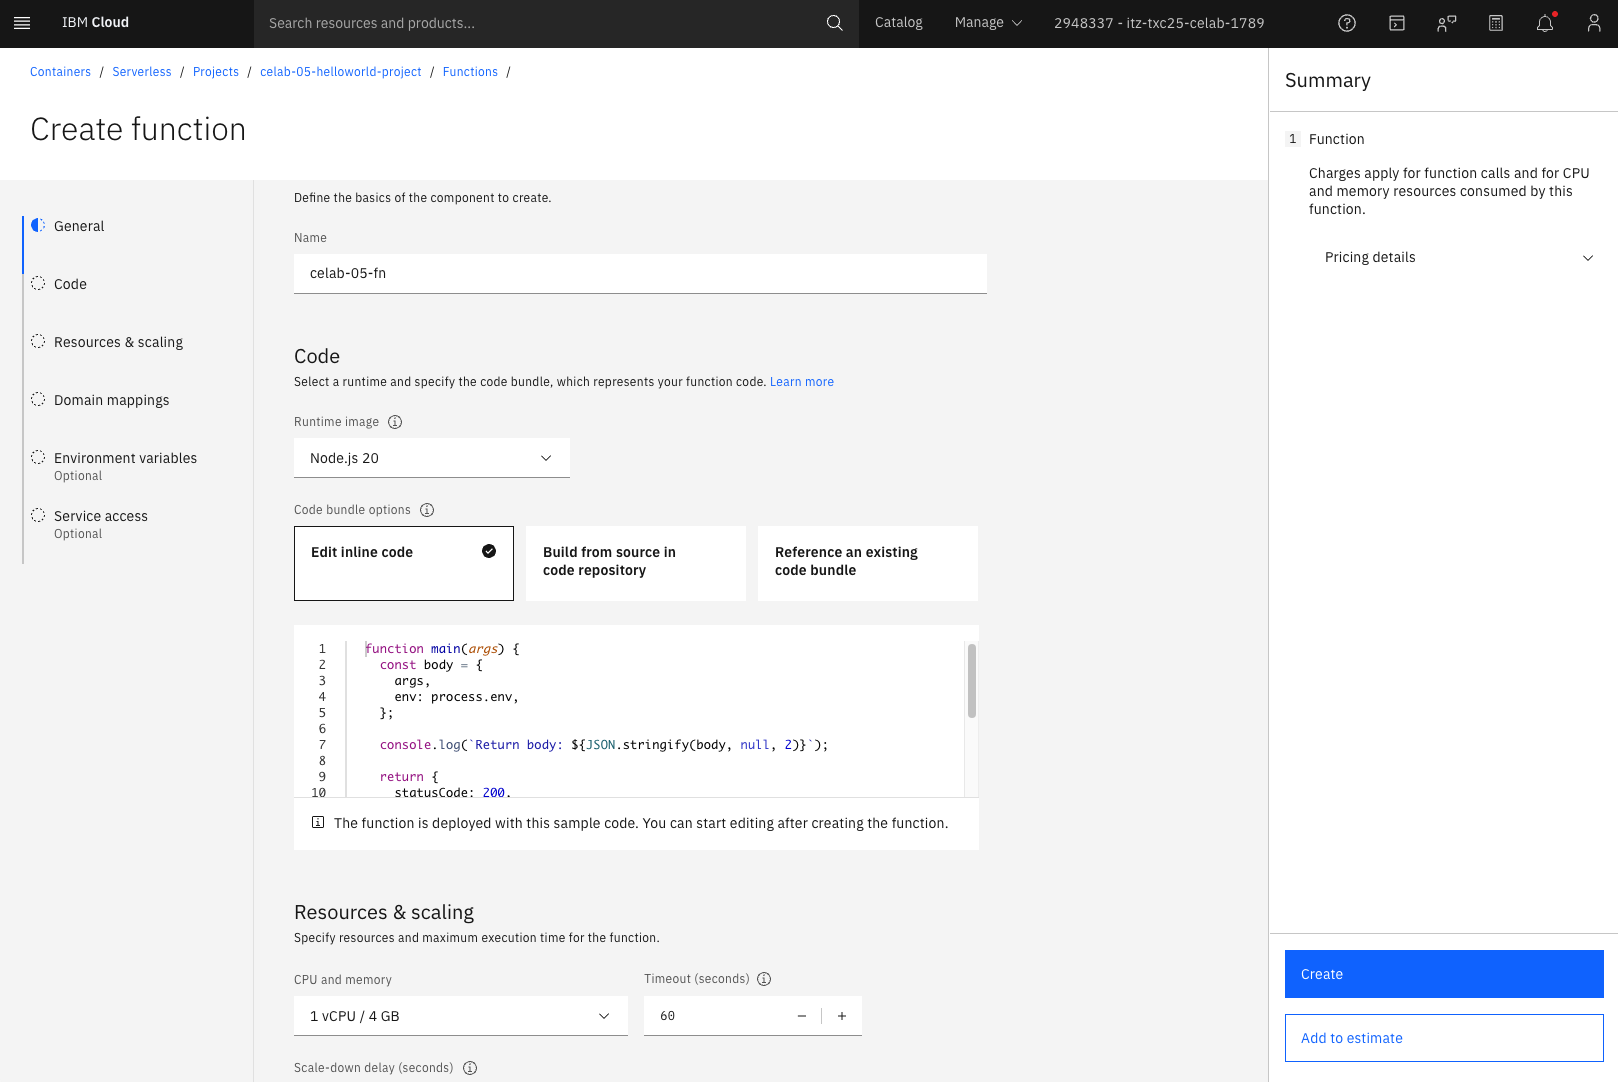 IBM Cloud
Search resources and products...
Catalog
Manage
2948337 - itz-txc25-celab-1789
Containers / Serverless / Projects / celab-05-helloworld-project / Functions /
Create function
General
Code
Resources & scaling
Domain mappings
Environment variables
Optional
Service access
Optional
Define the basics of the component to create.
Name
celab-05-fn
Code
Select a runtime and specify the code bundle, which represents your function code. Learn more
Runtime image
Node.js 20
Code bundle options
Edit inline code
Build from source in
code repository
Reference an existing
code bundle
1 function main(args) {
2 const body = {
3 args,
4 env: process.env,
5 };
6
7 console.log(`Return body: ${JSON.stringify(body, null, 2)}`);
8
9 return {
10 statusCode: 200,
The function is deployed with this sample code. You can start editing after creating the function.
Resources & scaling
Specify resources and maximum execution time for the function.
CPU and memory
1 vCPU / 4 GB
Timeout (seconds)
60
Scale-down delay (seconds)
Summary
1 Function
Charges apply for function calls and for CPU
and memory resources consumed by this
function.
Pricing details
Create
Add to estimate